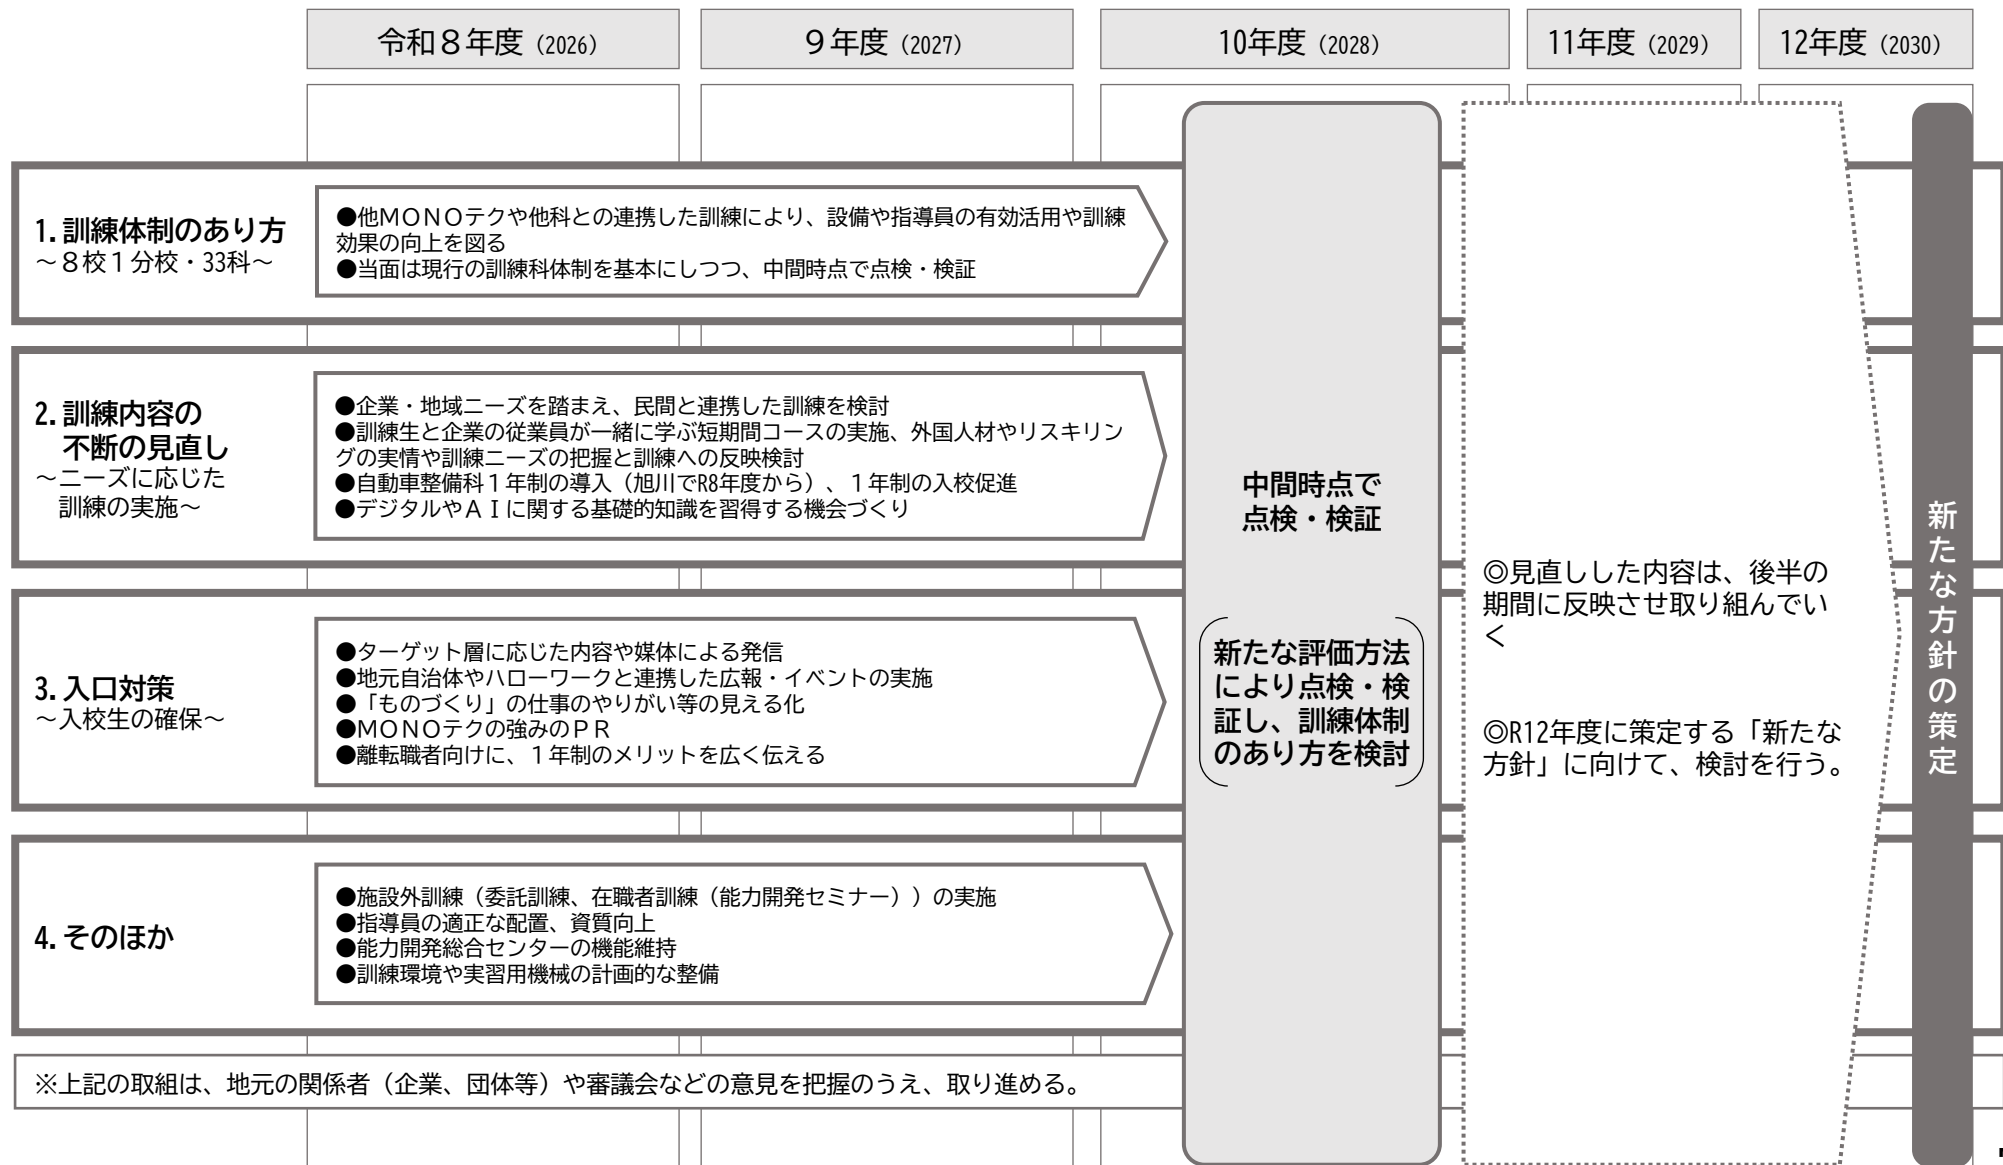 令和８年度（2026）
９年度（2027）
10年度（2028）
11年度（2029）
12年度（2030）
1. 訓練体制のあり方
～８校１分校・33科～
●他ＭＯＮＯテクや他科との連携した訓練により、設備や指導員の有効活用や訓練
効果の向上を図る
●当面は現行の訓練科体制を基本にしつつ、中間時点で点検・検証
2. 訓練内容の
不断の見直し
～ニーズに応じた
訓練の実施～
●企業・地域ニーズを踏まえ、民間と連携した訓練を検討
●訓練生と企業の従業員が一緒に学ぶ短期間コースの実施、外国人材やリスキリン
グの実情や訓練ニーズの把握と訓練への反映検討
●自動車整備科１年制の導入（旭川でR8年度から）、１年制の入校促進
●デジタルやＡＩに関する基礎的知識を習得する機会づくり
3. 入口対策
～入校生の確保～
●ターゲット層に応じた内容や媒体による発信
●地元自治体やハローワークと連携した広報・イベントの実施
●「ものづくり」の仕事のやりがい等の見える化
●ＭＯＮＯテクの強みのＰＲ
●離転職者向けに、１年制のメリットを広く伝える
4. そのほか
●施設外訓練（委託訓練、在職者訓練（能力開発セミナー））の実施
●指導員の適正な配置、資質向上
●能力開発総合センターの機能維持
●訓練環境や実習用機械の計画的な整備
中間時点で
点検・検証
新たな評価方法
により点検・検
証し、訓練体制
のあり方を検討
◎見直しした内容は、後半の
期間に反映させ取り組んでい
く
◎R12年度に策定する「新たな
方針」に向けて、検討を行う。
新たな方針の策定
※上記の取組は、地元の関係者（企業、団体等）や審議会などの意見を把握のうえ、取り進める。